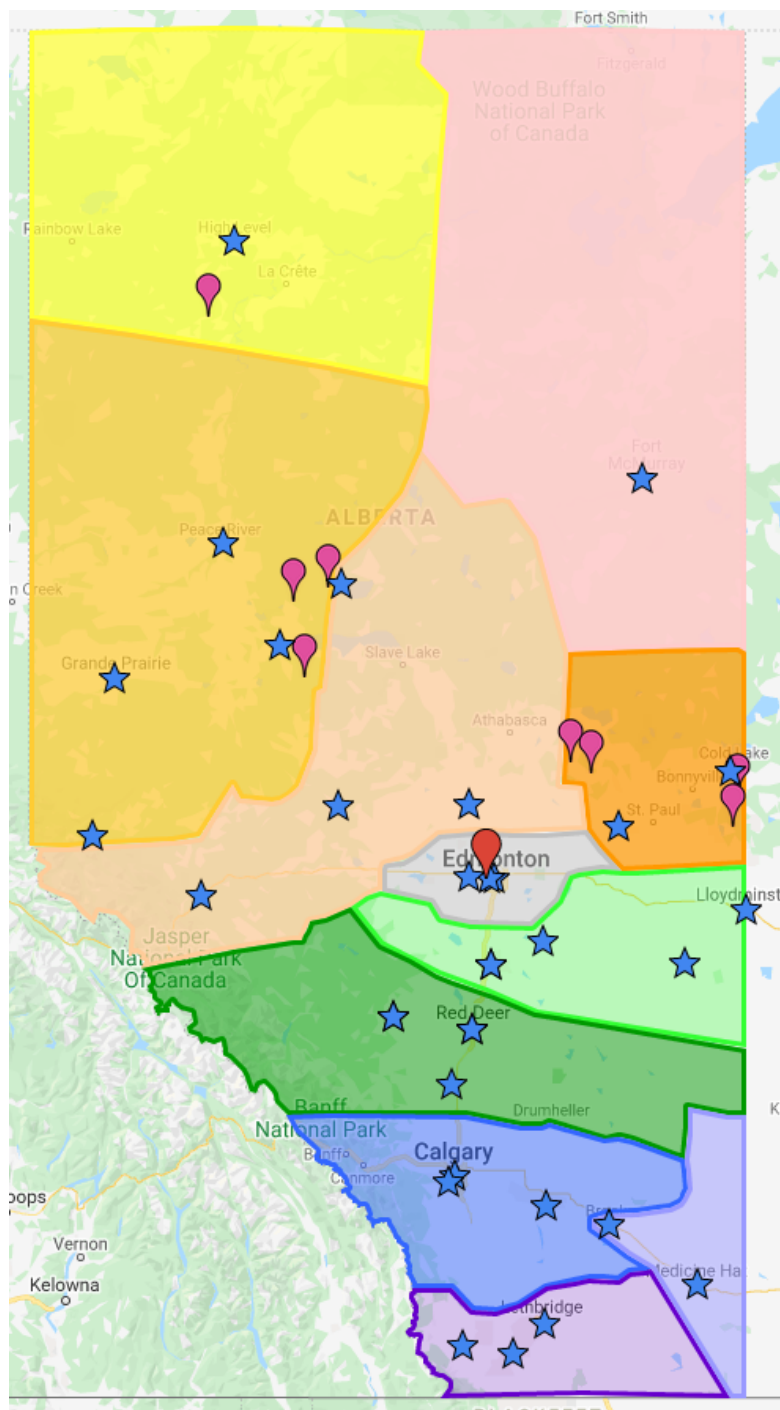 Fort Smith
Fitzgerald
Wood Buffalo
National Park
of Canada
Rainbow Lake
High Level
La Crête
Fort
McMurray
ALBERTA
Peace River
n Creek
Grande Prairie
Slave Lake
Athabasca
Cold Lake
Bonnyville
St. Paul
Edmonton
Lloydminst
Jasper
National Park
Of Canada
Red Deer
Banff
National Park
Drumheller
K
Calgary
Banff
Canmore
oops
Vernon
Kelowna
Medicine Ha
Lethbridge